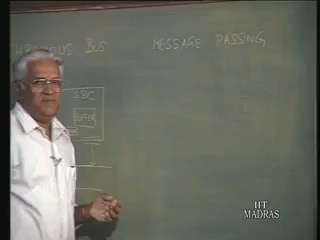 BUS MESSAGE PASSING
SBC
BUFFER
IIT
MADRAS